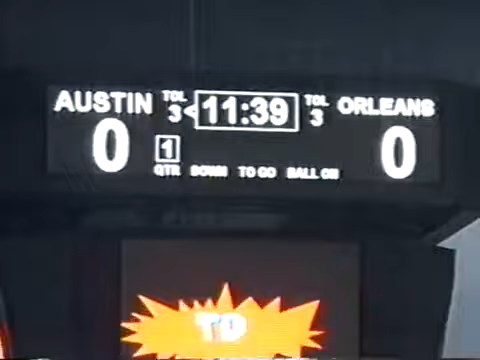 AUSTIN TOL 3 < 11:39 TOL 3 ORLEANS
0 1 0
QTR DOWN TO GO BALL ON
TD